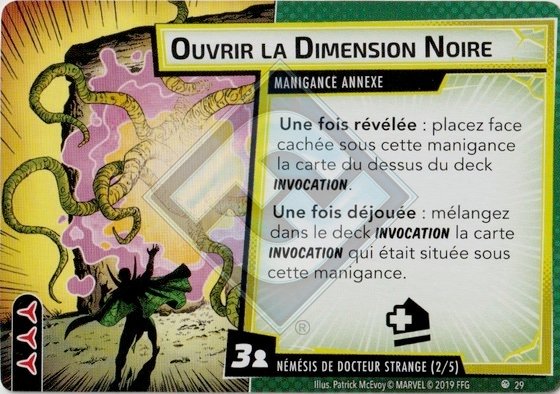 OUVRIR LA DIMENSION NOIRE
MANIGANCE ANNEXE
Une fois révélée : placez face
cachée sous cette manigance
la carte du dessus du deck
INVOCATION.
Une fois déjouée : mélangez
dans le deck INVOCATION la carte
INVOCATION qui était située sous
cette manigance.
®
3
NÉMÉSIS DE DOCTEUR STRANGE (2/5)
Illus. Patrick McEvoy © MARVEL © 2019 FFG
29